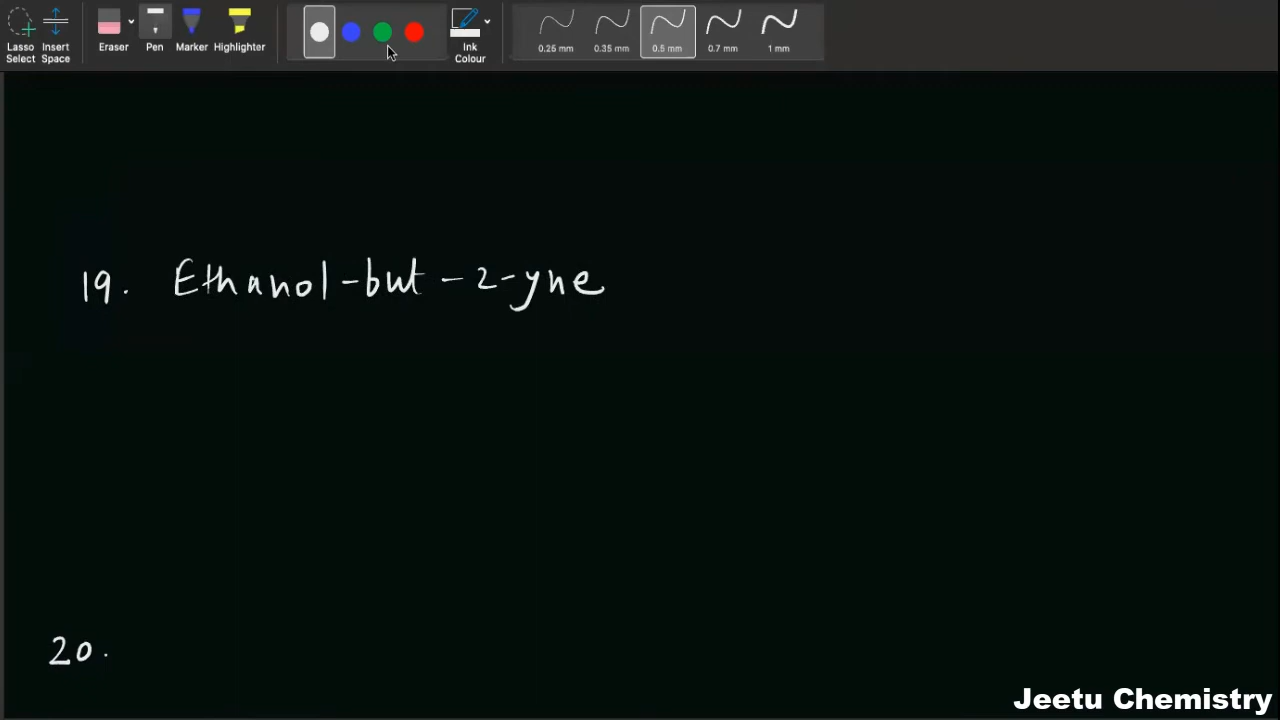 Lasso Select
Insert Space
Eraser
Pen
Marker
Highlighter
Ink Colour
0.26 mm
0.35 mm
0.5 mm
0.7 mm
1 mm
19. Ethanol-but-2-yne
20.
Jeetu Chemistry